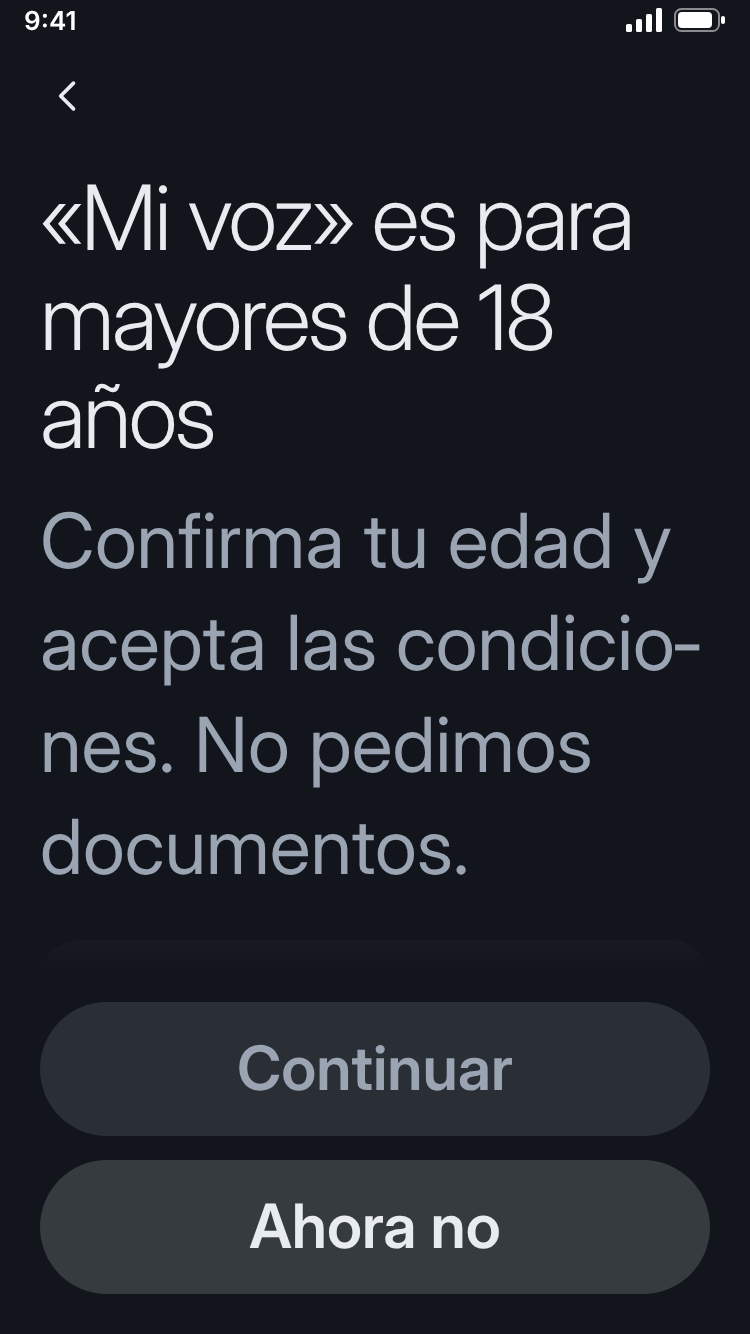 9:41
«Mi voz» es para
mayores de 18
años
Confirma tu edad y
acepta las condicio-
nes. No pedimos
documentos.
Continuar
Ahora no